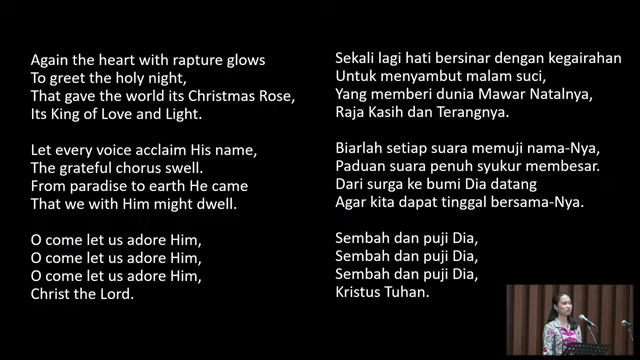 Again the heart with rapture glows
To greet the holy night,
That gave the world its Christmas Rose,
Its King of Love and Light.
Let every voice acclaim His name,
The grateful chorus swell.
From paradise to earth He came
That we with Him might dwell.
O come let us adore Him,
O come let us adore Him,
O come let us adore Him,
Christ the Lord.
Sekali lagi hati bersinar dengan kegairahan
Untuk menyambut malam suci,
Yang memberi dunia Mawar Natalnya,
Raja Kasih dan Terangnya.
Biarlah setiap suara memuji nama-Nya,
Paduan suara penuh syukur membesar.
Dari surga ke bumi Dia datang
Agar kita dapat tinggal bersama-Nya.
Sembah dan puji Dia,
Sembah dan puji Dia,
Sembah dan puji Dia,
Kristus Tuhan.